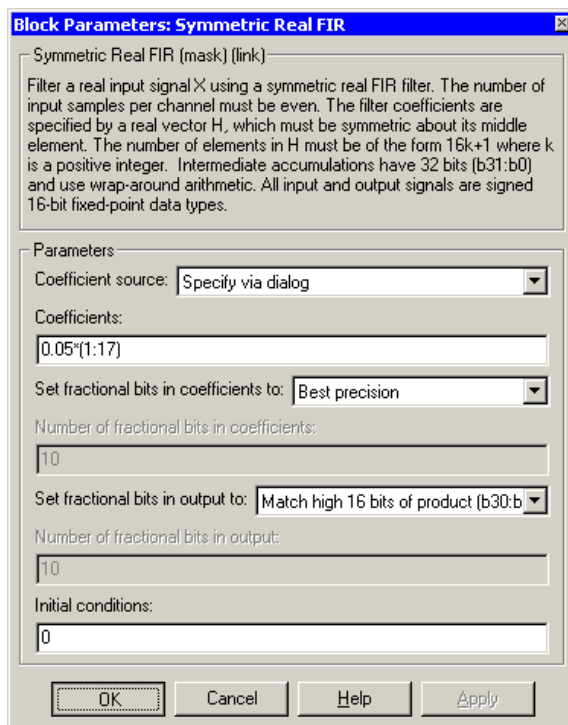 Block Parameters: Symmetric Real FIR
Symmetric Real FIR (mask) (link)
Filter a real input signal X using a symmetric real FIR filter. The number of
input samples per channel must be even. The filter coefficients are
specified by a real vector H, which must be symmetric about its middle
element. The number of elements in H must be of the form 16k+1 where k
is a positive integer. Intermediate accumulations have 32 bits (b31:b0)
and use wrap-around arithmetic. All input and output signals are signed
16-bit fixed-point data types.
Parameters
Coefficient source: Specify via dialog
Coefficients:
0.05*(1:17)
Set fractional bits in coefficients to: Best precision
Number of fractional bits in coefficients:
10
Set fractional bits in output to: Match high 16 bits of product (b30:b
Number of fractional bits in output:
10
Initial conditions:
0
OK Cancel Help Apply